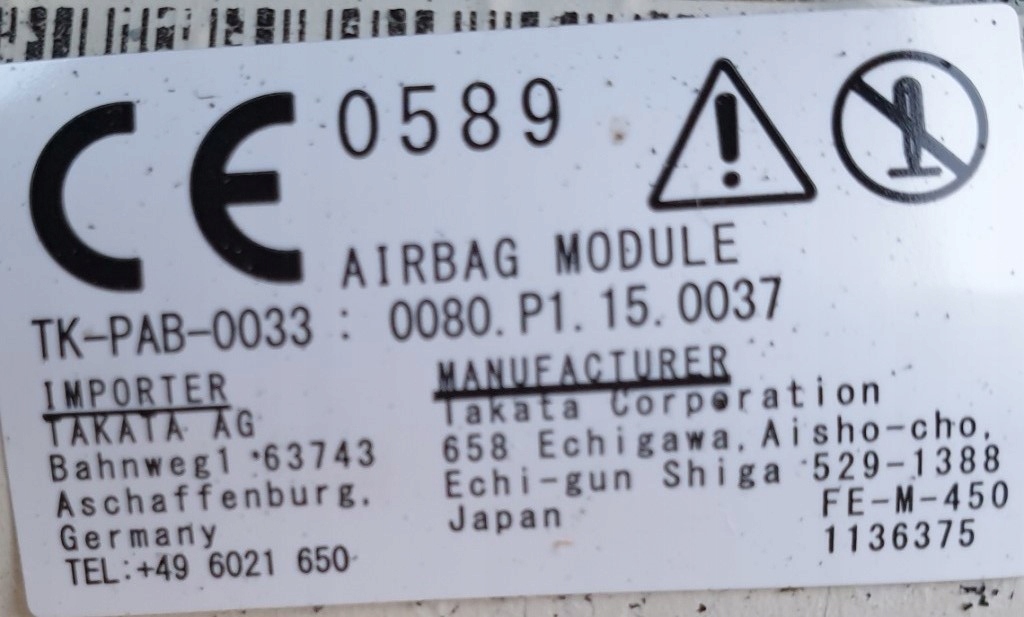 CE 0589
AIRBAG MODULE
TK-PAB-0033 : 0080.P1.15.0037
IMPORTER
TAKATA AG
Bahnweg1 ·63743
Aschaffenburg.
Germany
TEL:+49 6021 650
MANUFACTURER
Takata Corporation
658 Echigawa, Aisho-cho,
Echi-gun Shiga ·529-1388
Japan
FE-M-450
1136375